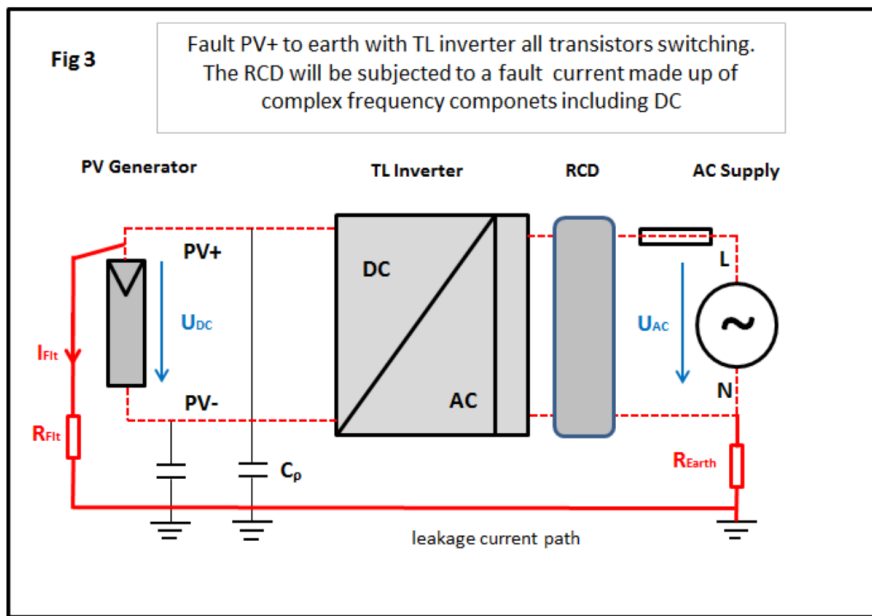 Fig 3
Fault PV+ to earth with TL inverter all transistors switching.
The RCD will be subjected to a fault current made up of
complex frequency componets including DC
PV Generator
TL Inverter
RCD
AC Supply
PV+
DC
L
UDC
UAC
~
IFlt
PV-
AC
N
RFlt
Cρ
REarth
leakage current path